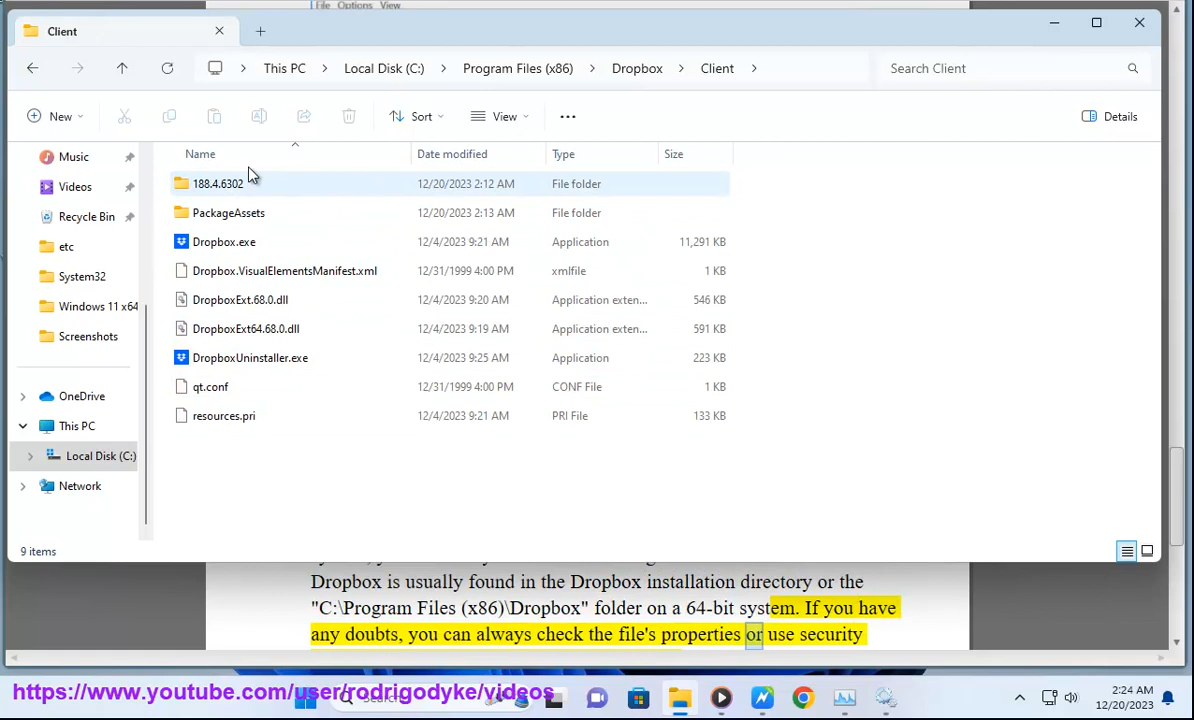 File Options View
Client
This PC
Local Disk (C:)
Program Files (x86)
Dropbox
Client
Search Client
New
Sort
View
Details
Name Date modified Type Size
Music
Videos
Recycle Bin
etc
System32
Windows 11 x64
Screenshots
OneDrive
This PC
Local Disk (C:)
Network
188.4.6302 12/20/2023 2:12 AM File folder
PackageAssets 12/20/2023 2:13 AM File folder
Dropbox.exe 12/4/2023 9:21 AM Application 11,291 KB
Dropbox.VisualElementsManifest.xml 12/31/1999 4:00 PM xmlfile 1 KB
DropboxExt.68.0.dll 12/4/2023 9:20 AM Application exten... 546 KB
DropboxExt64.68.0.dll 12/4/2023 9:19 AM Application exten... 591 KB
DropboxUninstaller.exe 12/4/2023 9:25 AM Application 223 KB
qt.conf 12/31/1999 4:00 PM CONF File 1 KB
resources.pri 12/4/2023 9:21 AM PRI File 133 KB
9 items
Dropbox is usually found in the Dropbox installation directory or the
"C:\Program Files (x86)\Dropbox" folder on a 64-bit system. If you have
any doubts, you can always check the file's properties or use security
https://www.youtube.com/user/rodrigodyke/videos
Search
2:24 AM
12/20/2023